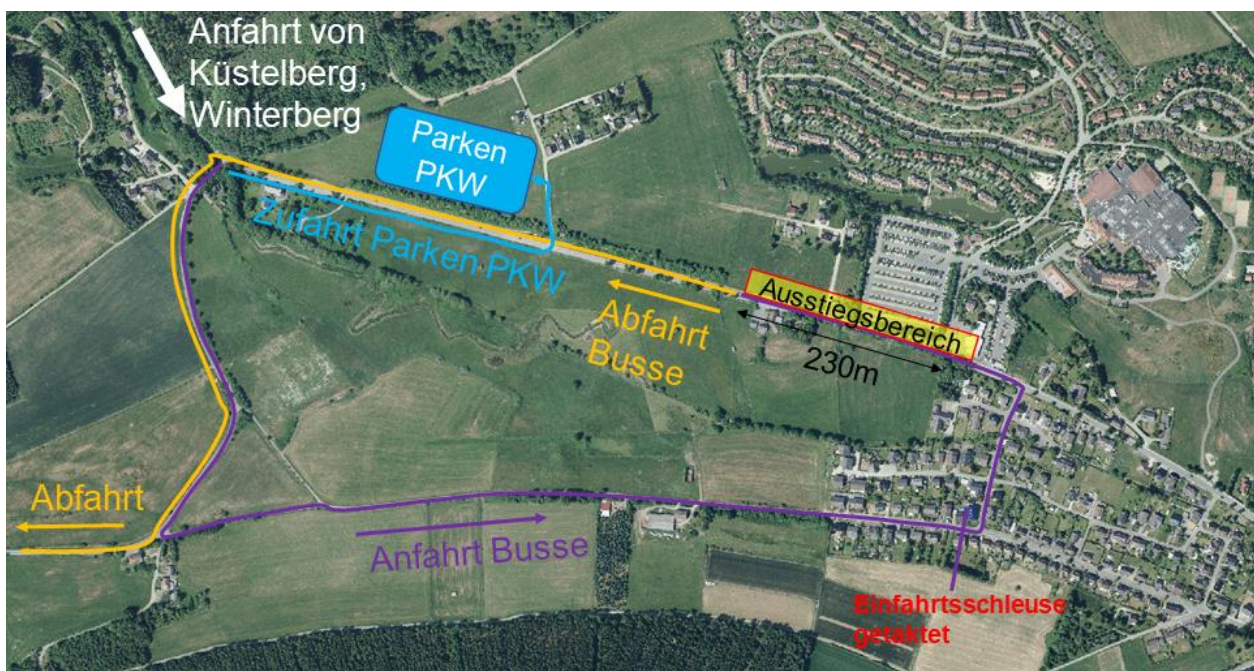 Anfahrt von
Küstelberg,
Winterberg
Parken
PKW
Zufahrt Parken PKW
Ausstiegsbereich
230m
Abfahrt
Busse
Abfahrt
Anfahrt Busse
Einfahrtsschleuse
getaktet